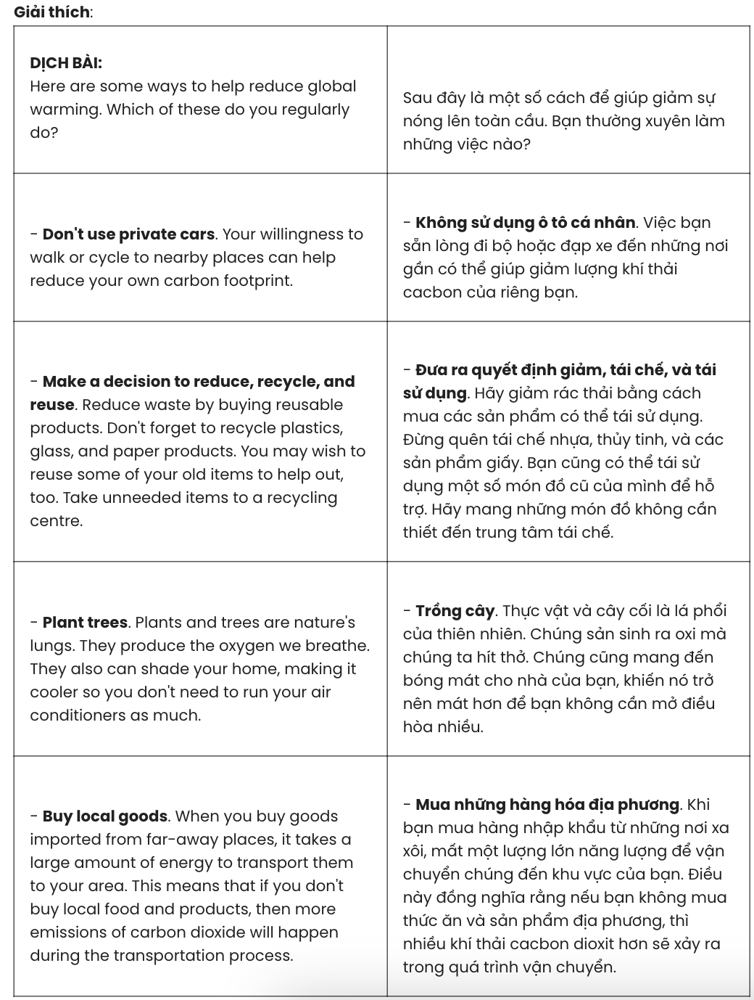 Giải thích:
DỊCH BÀI:
Here are some ways to help reduce global
warming. Which of these do you regularly
do?
Sau đây là một số cách để giúp giảm sự
nóng lên toàn cầu. Bạn thường xuyên làm
những việc nào?
- Don't use private cars. Your willingness to
walk or cycle to nearby places can help
reduce your own carbon footprint.
- Không sử dụng ô tô cá nhân. Việc bạn
sẵn lòng đi bộ hoặc đạp xe đến những nơi
gần có thể giúp giảm lượng khí thải
cacbon của riêng bạn.
- Make a decision to reduce, recycle, and
reuse. Reduce waste by buying reusable
products. Don't forget to recycle plastics,
glass, and paper products. You may wish to
reuse some of your old items to help out,
too. Take unneeded items to a recycling
centre.
- Đưa ra quyết định giảm, tái chế, và tái
sử dụng. Hãy giảm rác thải bằng cách
mua các sản phẩm có thể tái sử dụng.
Đừng quên tái chế nhựa, thủy tinh, và các
sản phẩm giấy. Bạn cũng có thể tái sử
dụng một số món đồ cũ của mình để hỗ
trợ. Hãy mang những món đồ không cần
thiết đến trung tâm tái chế.
- Plant trees. Plants and trees are nature's
lungs. They produce the oxygen we breathe.
They also can shade your home, making it
cooler so you don't need to run your air
conditioners as much.
- Trồng cây. Thực vật và cây cối là lá phổi
của thiên nhiên. Chúng sản sinh ra oxi mà
chúng ta hít thở. Chúng cũng mang đến
bóng mát cho nhà của bạn, khiến nó trở
nên mát hơn để bạn không cần mở điều
hòa nhiều.
- Buy local goods. When you buy goods
imported from far-away places, it takes a
large amount of energy to transport them
to your area. This means that if you don't
buy local food and products, then more
emissions of carbon dioxide will happen
during the transportation process.
- Mua những hàng hóa địa phương. Khi
bạn mua hàng nhập khẩu từ những nơi xa
xôi, mất một lượng lớn năng lượng để vận
chuyển chúng đến khu vực của bạn. Điều
này đồng nghĩa rằng nếu bạn không mua
thức ăn và sản phẩm địa phương, thì
nhiều khí thải cacbon dioxit hơn sẽ xảy ra
trong quá trình vận chuyển.